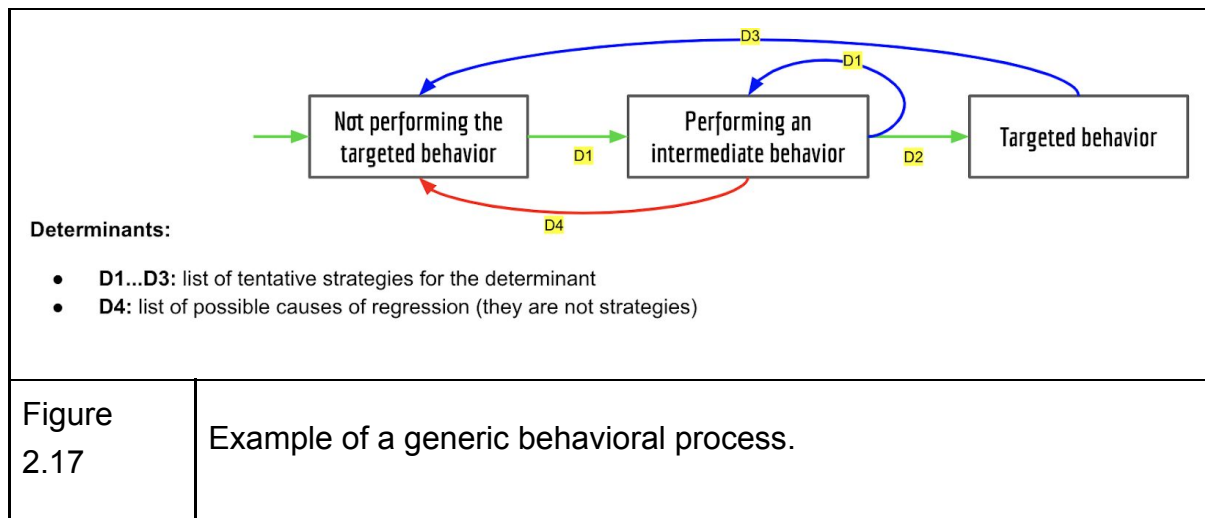 D3
D1
Not performing the
targeted behavior
D1
Performing an
intermediate behavior
D2
Targeted behavior
D4
Determinants:
● D1...D3: list of tentative strategies for the determinant
● D4: list of possible causes of regression (they are not strategies)
Figure
2.17
Example of a generic behavioral process.